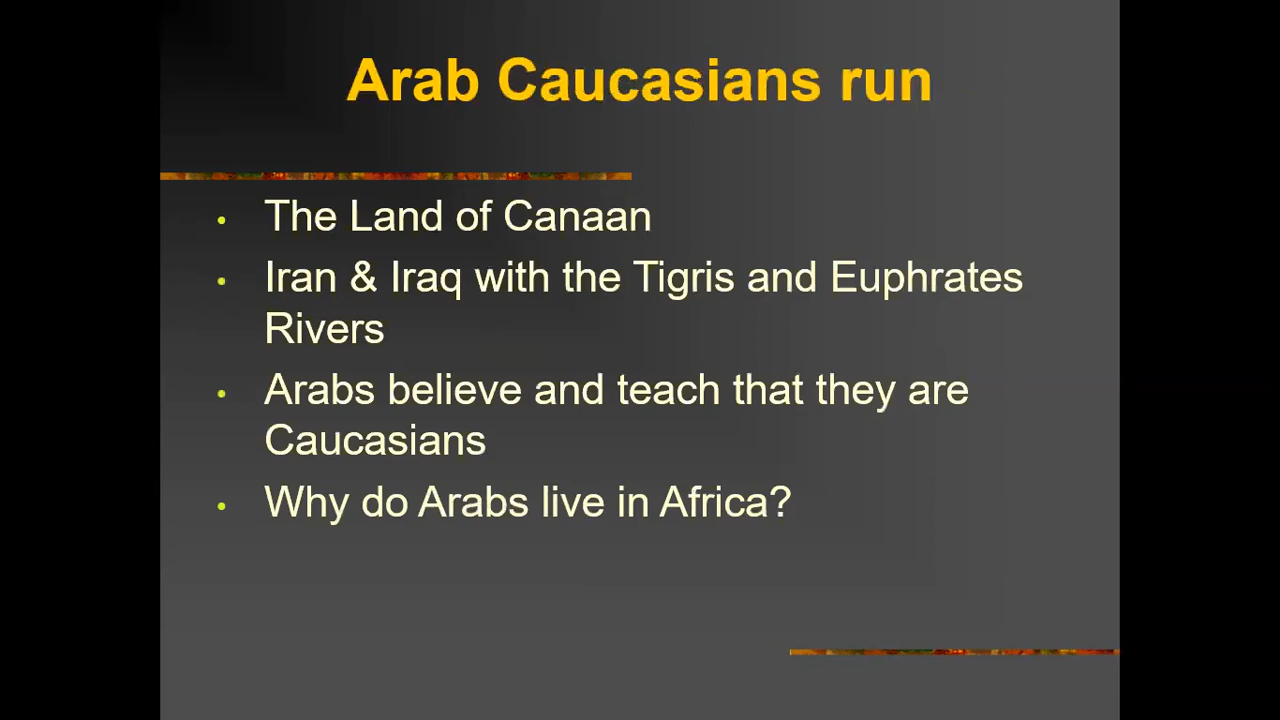 Arab Caucasians run
• The Land of Canaan
• Iran & Iraq with the Tigris and Euphrates
Rivers
• Arabs believe and teach that they are
Caucasians
• Why do Arabs live in Africa?